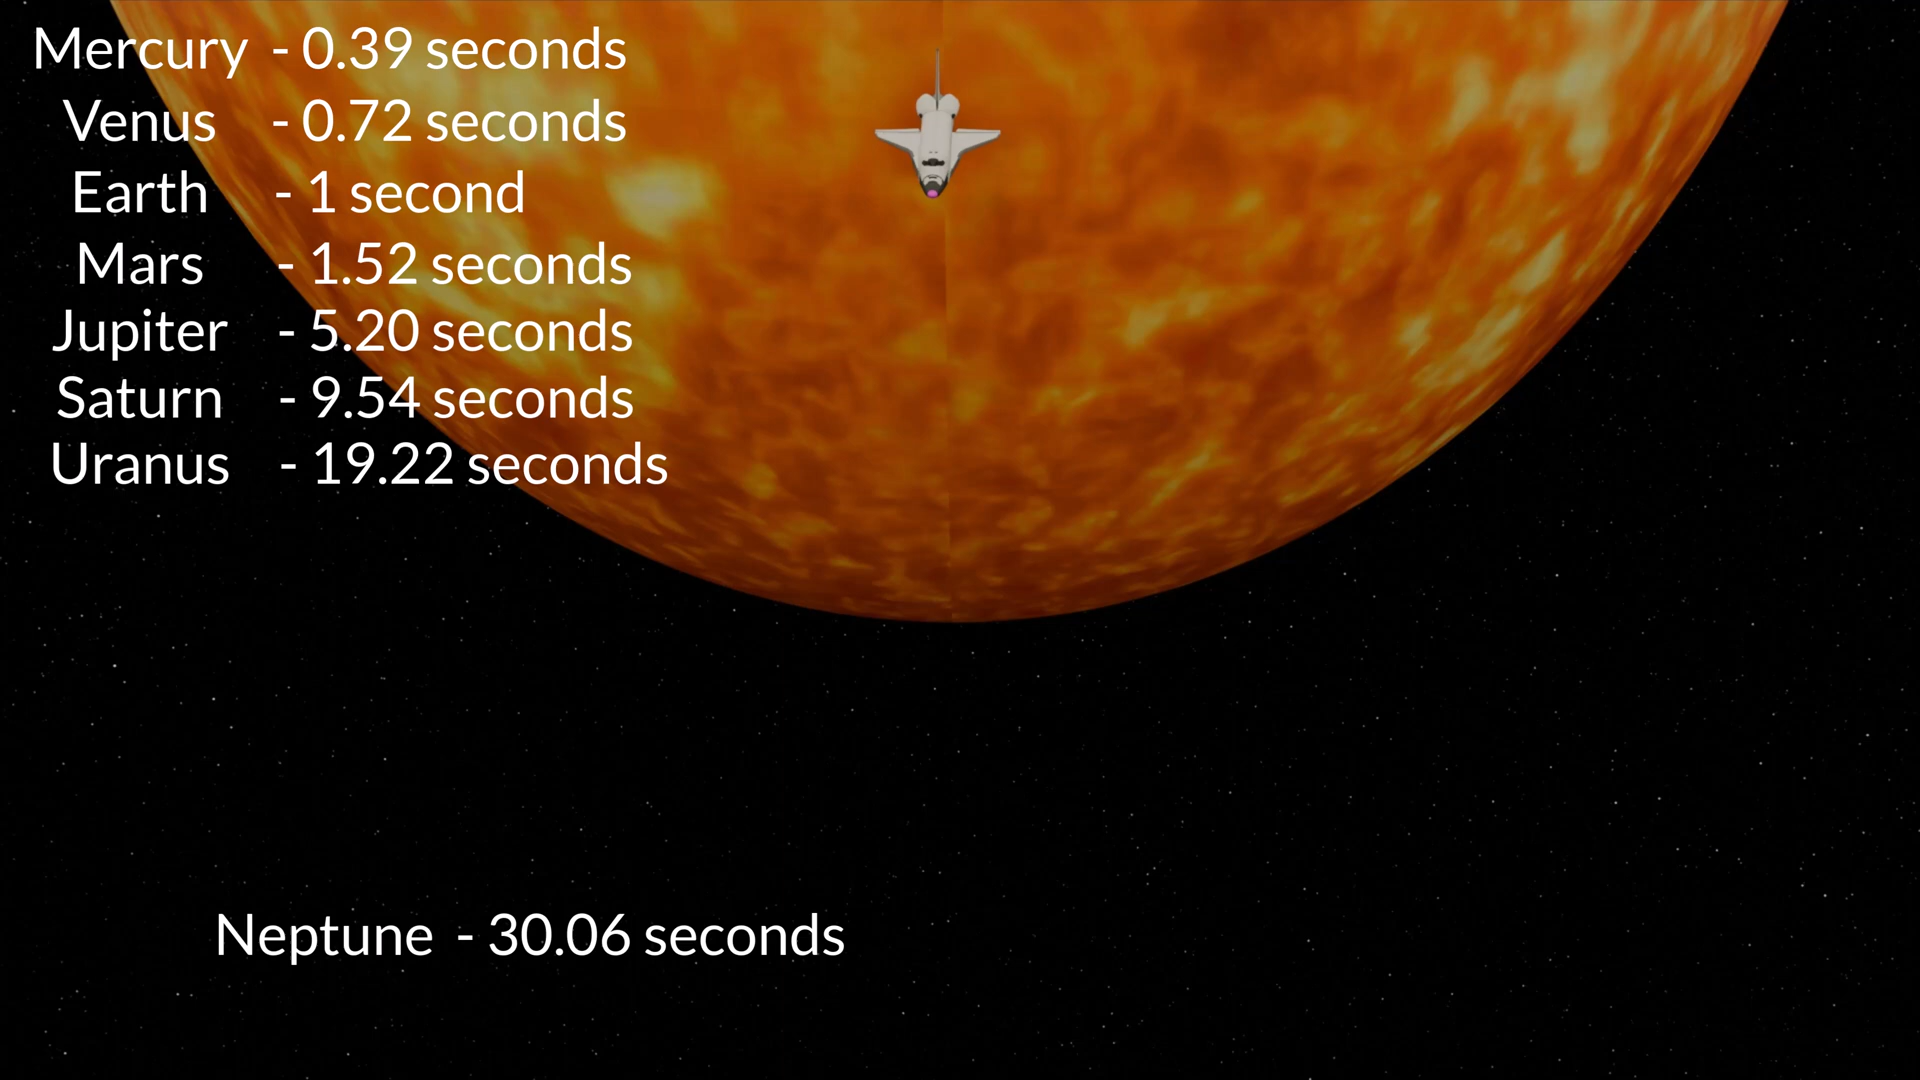 Mercury - 0.39 seconds
Venus - 0.72 seconds
Earth - 1 second
Mars - 1.52 seconds
Jupiter - 5.20 seconds
Saturn - 9.54 seconds
Uranus - 19.22 seconds
Neptune - 30.06 seconds